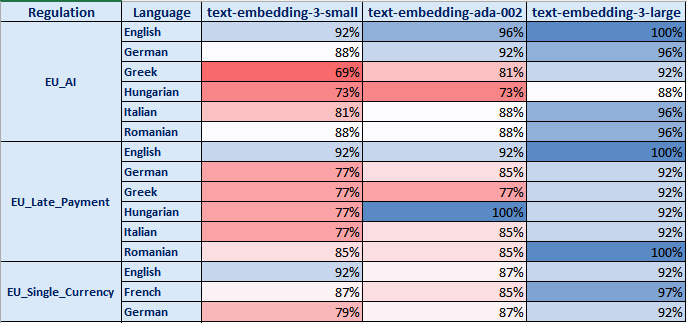 Regulation Language text-embedding-3-small text-embedding-ada-002 text-embedding-3-large
EU_AI English 92% 96% 100%
German 88% 92% 96%
Greek 69% 81% 92%
Hungarian 73% 73% 88%
Italian 81% 88% 96%
Romanian 88% 88% 96%
EU_Late_Payment English 92% 92% 100%
German 77% 85% 92%
Greek 77% 77% 92%
Hungarian 77% 100% 92%
Italian 77% 85% 92%
Romanian 85% 85% 100%
EU_Single_Currency English 92% 87% 92%
French 87% 85% 97%
German 79% 87% 92%